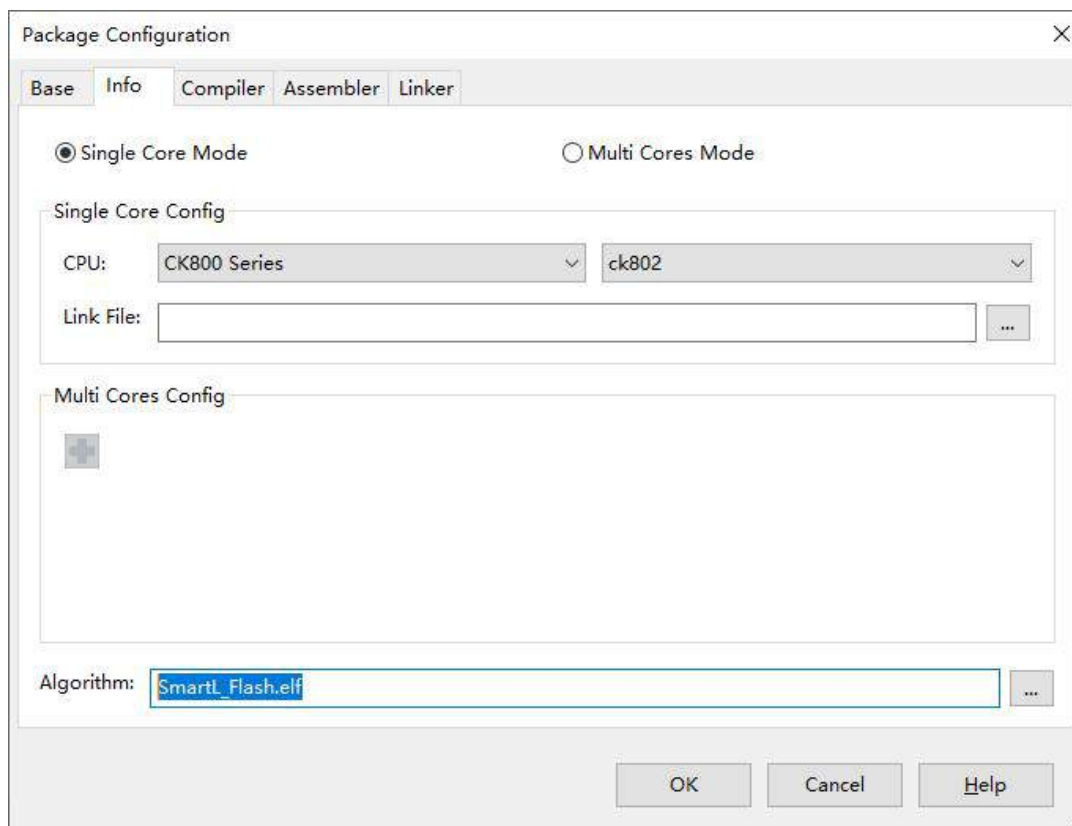 Package Configuration
Base Info Compiler Assembler Linker
Single Core Mode Multi Cores Mode
Single Core Config
CPU: CK800 Series ck802
Link File: ...
Multi Cores Config
Algorithm: SmartL_Flash.elf ...
OK Cancel Help